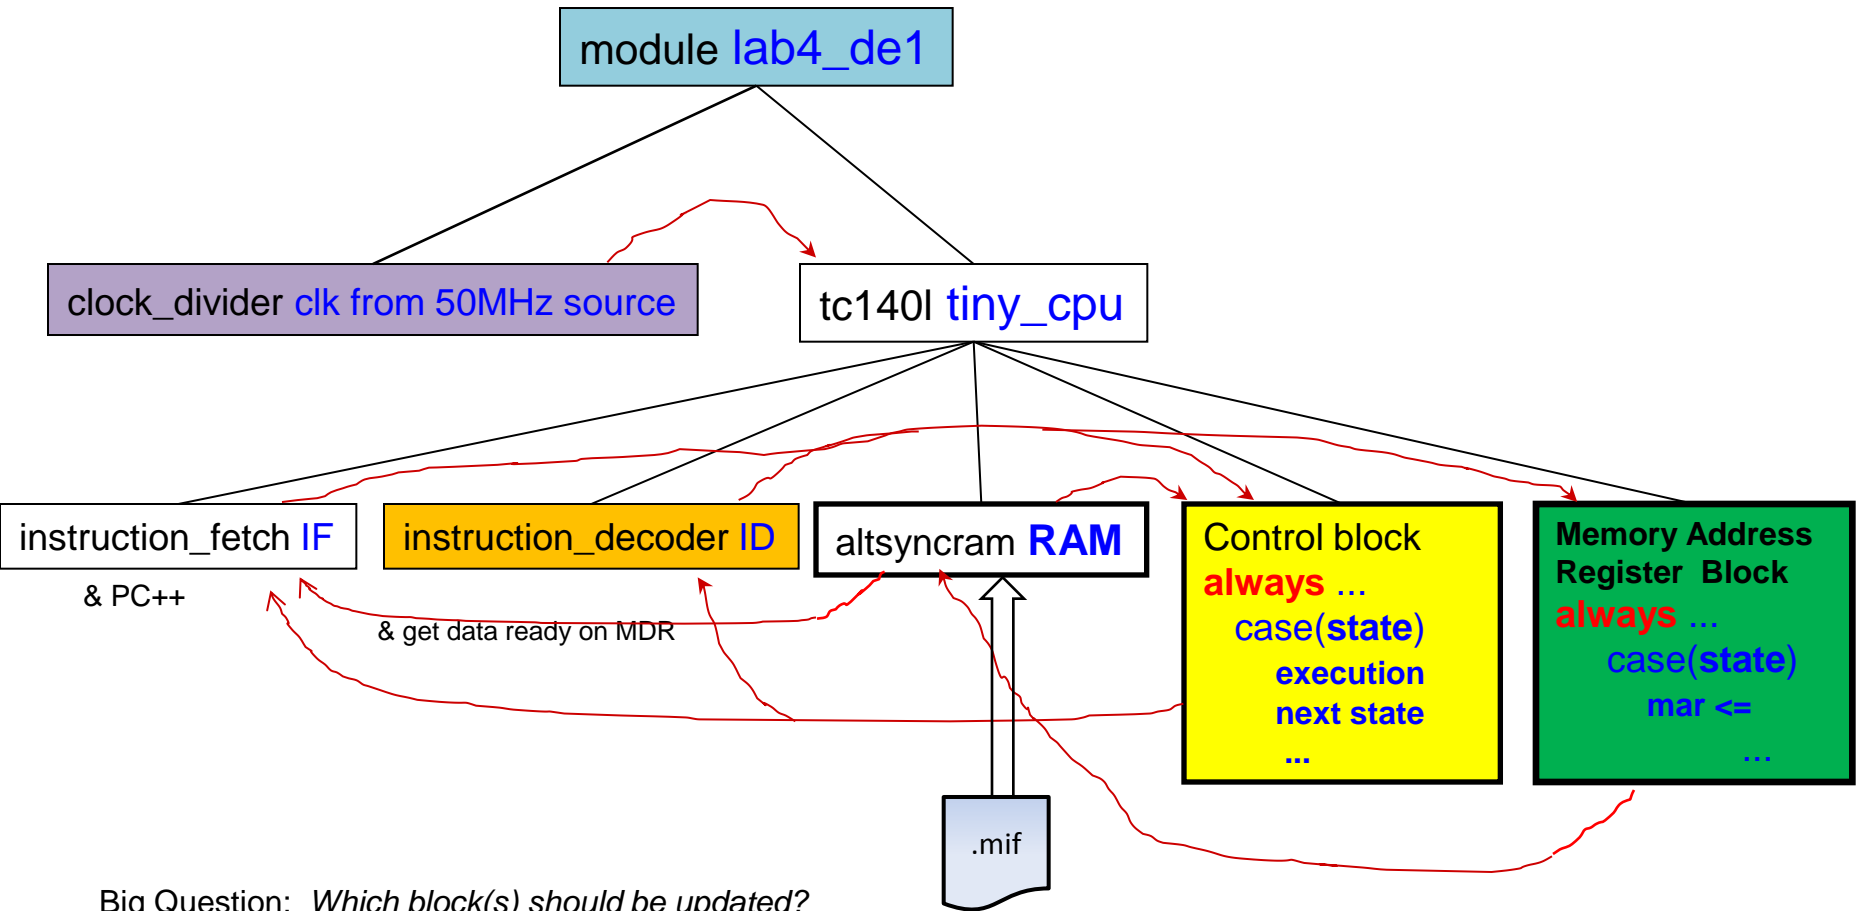 module lab4_de1
clock_divider clk from 50MHz source
tc140l tiny_cpu
instruction_fetch IF
& PC++
instruction_decoder ID
altsyncram RAM
& get data ready on MDR
Control block
always ...
case(state)
execution
next state
...
Memory Address
Register Block
always ...
case(state)
mar <=
...
.mif
Big Question: Which block(s) should be updated?